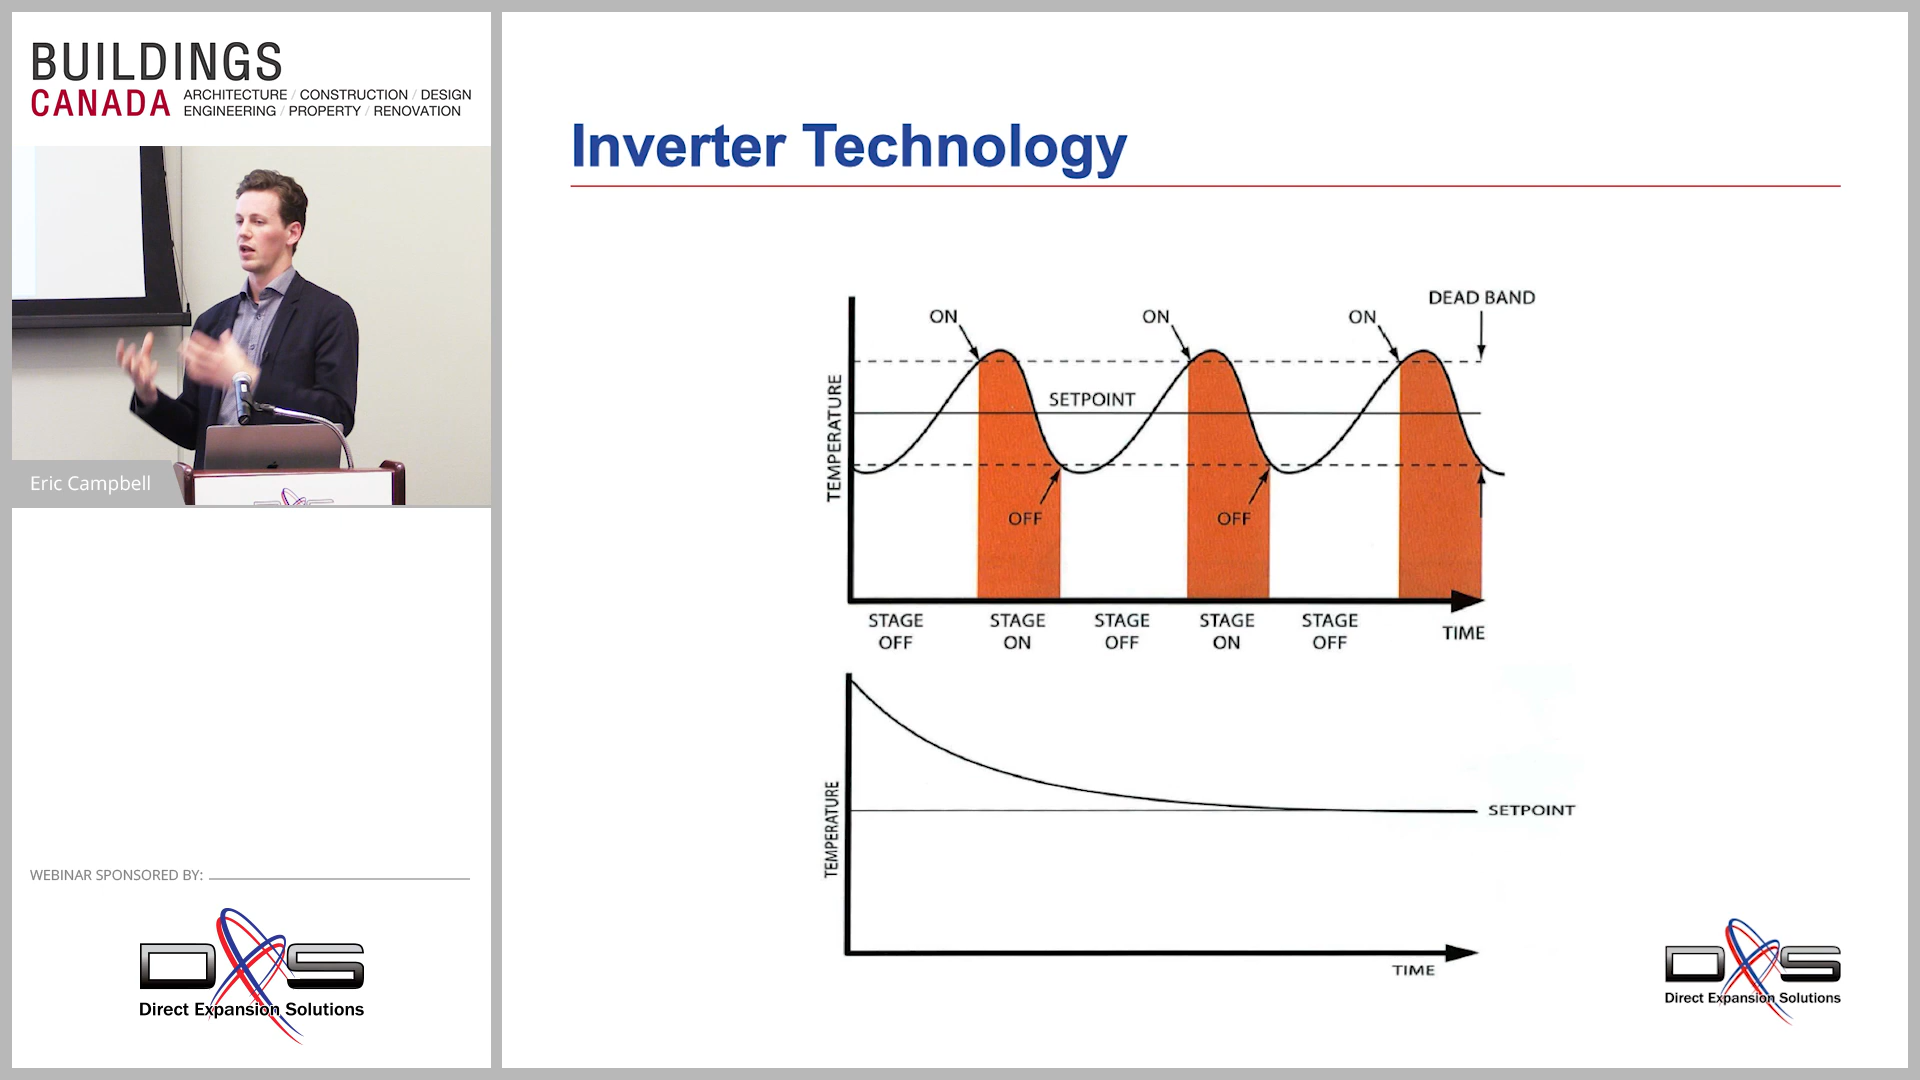 BUILDINGS
CANADA
ARCHITECTURE / CONSTRUCTION / DESIGN
ENGINEERING / PROPERTY / RENOVATION
Eric Campbell
WEBINAR SPONSORED BY:
DXS
Direct Expansion Solutions
Inverter Technology
DEAD BAND
ON
ON
ON
SETPOINT
TEMPERATURE
OFF
OFF
STAGE OFF
STAGE ON
STAGE OFF
STAGE ON
STAGE OFF
TIME
TEMPERATURE
SETPOINT
TIME
DXS
Direct Expansion Solutions